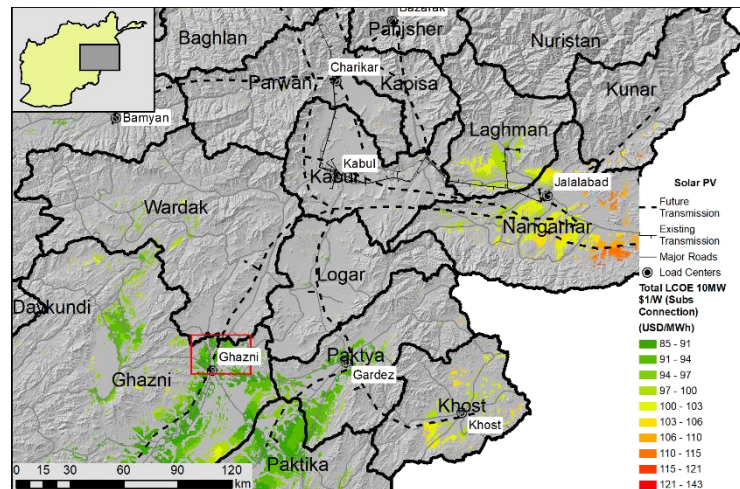 Bazarak
Panjsher
Baghlan
Nuristan
Charikar
Parwan
Kapisa
Kunar
Bamyan
Laghman
Kabul
Kabul
Jalalabad
Wardak
Nangarhar
Logar
Daykundi
Ghazni
Paktya
Ghazni
Gardez
Khost
Khost
Paktika
0 15 30 60 90 120
km
Solar PV
Future
Transmission
Existing
Transmission
Major Roads
Load Centers
Total LCOE 10MW
$1/W (Subs
Connection)
(USD/MWh)
85 - 91
91 - 94
94 - 97
97 - 100
100 - 103
103 - 106
106 - 110
110 - 115
115 - 121
121 - 143